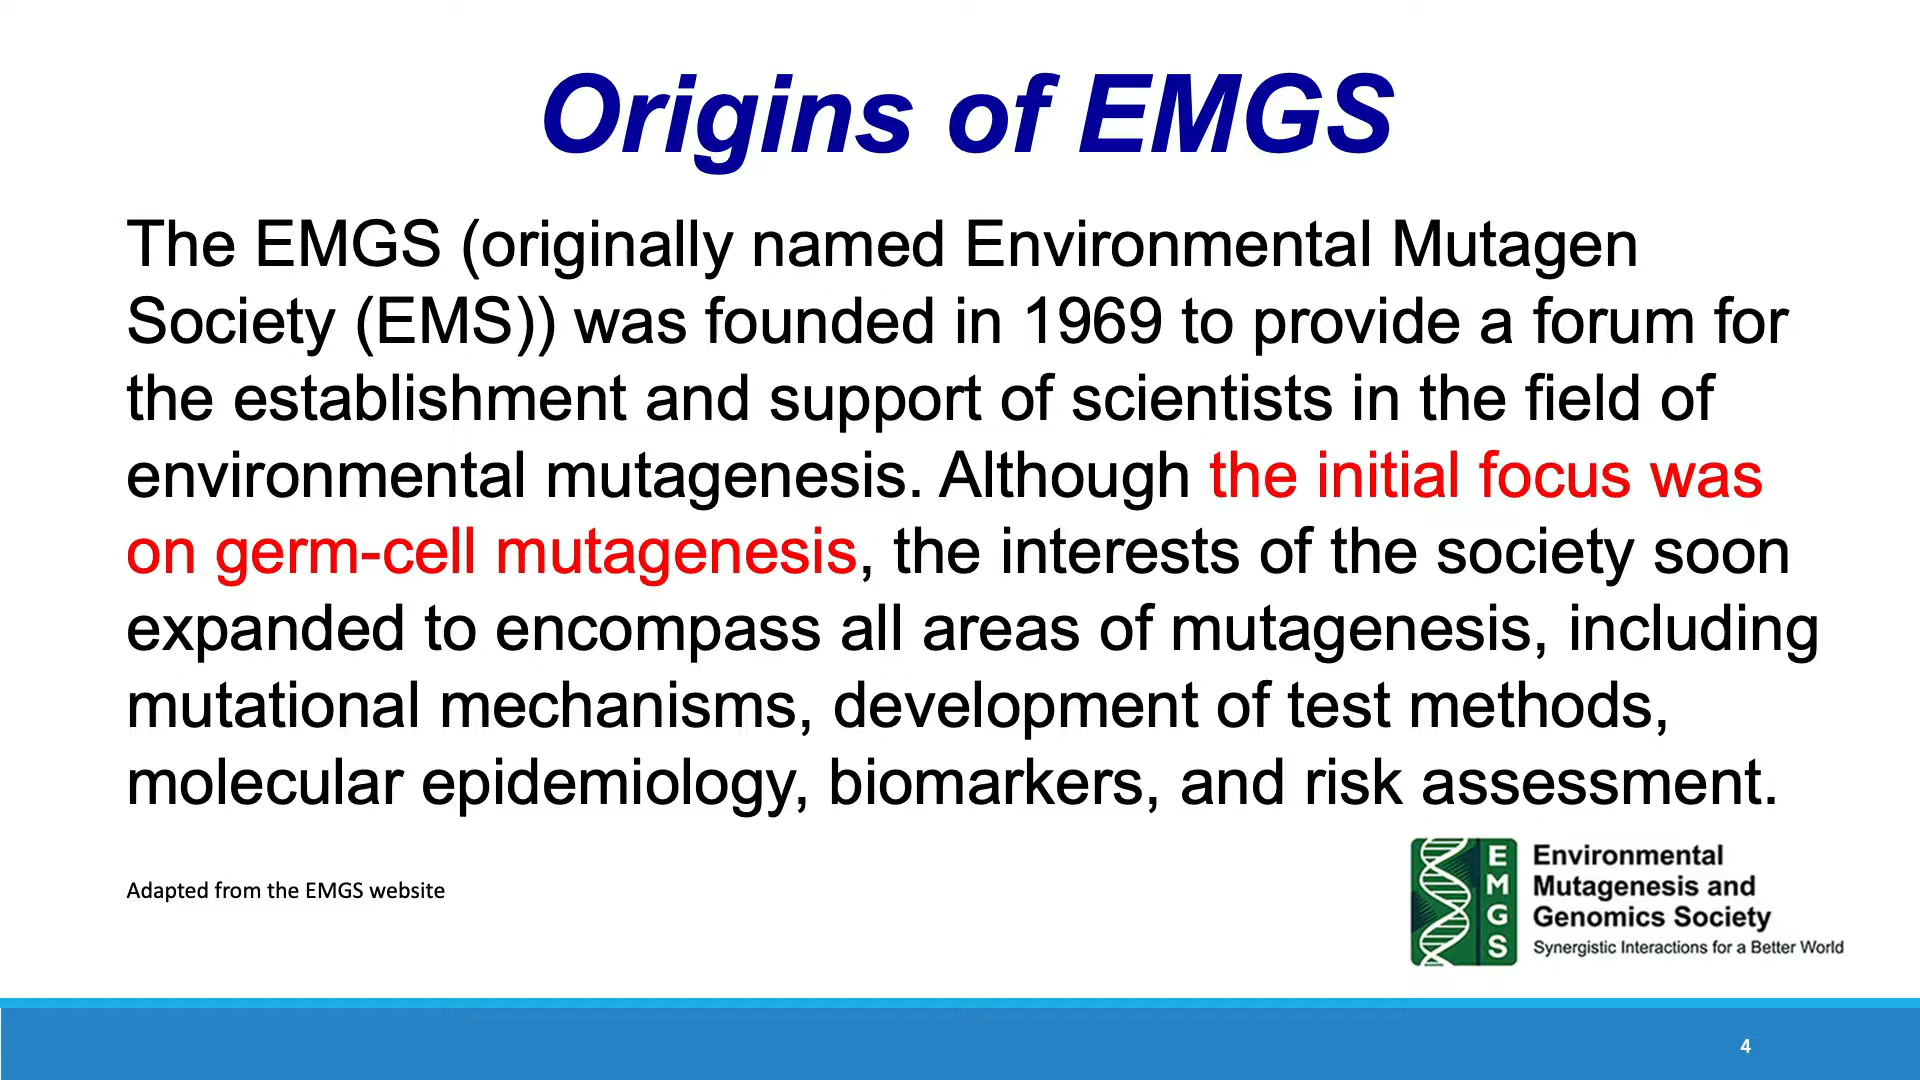 Origins of EMGS
The EMGS (originally named Environmental Mutagen
Society (EMS)) was founded in 1969 to provide a forum for
the establishment and support of scientists in the field of
environmental mutagenesis. Although the initial focus was
on germ-cell mutagenesis, the interests of the society soon
expanded to encompass all areas of mutagenesis, including
mutational mechanisms, development of test methods,
molecular epidemiology, biomarkers, and risk assessment.
Adapted from the EMGS website
E
M
G
S
Environmental
Mutagenesis and
Genomics Society
Synergistic Interactions for a Better World
4